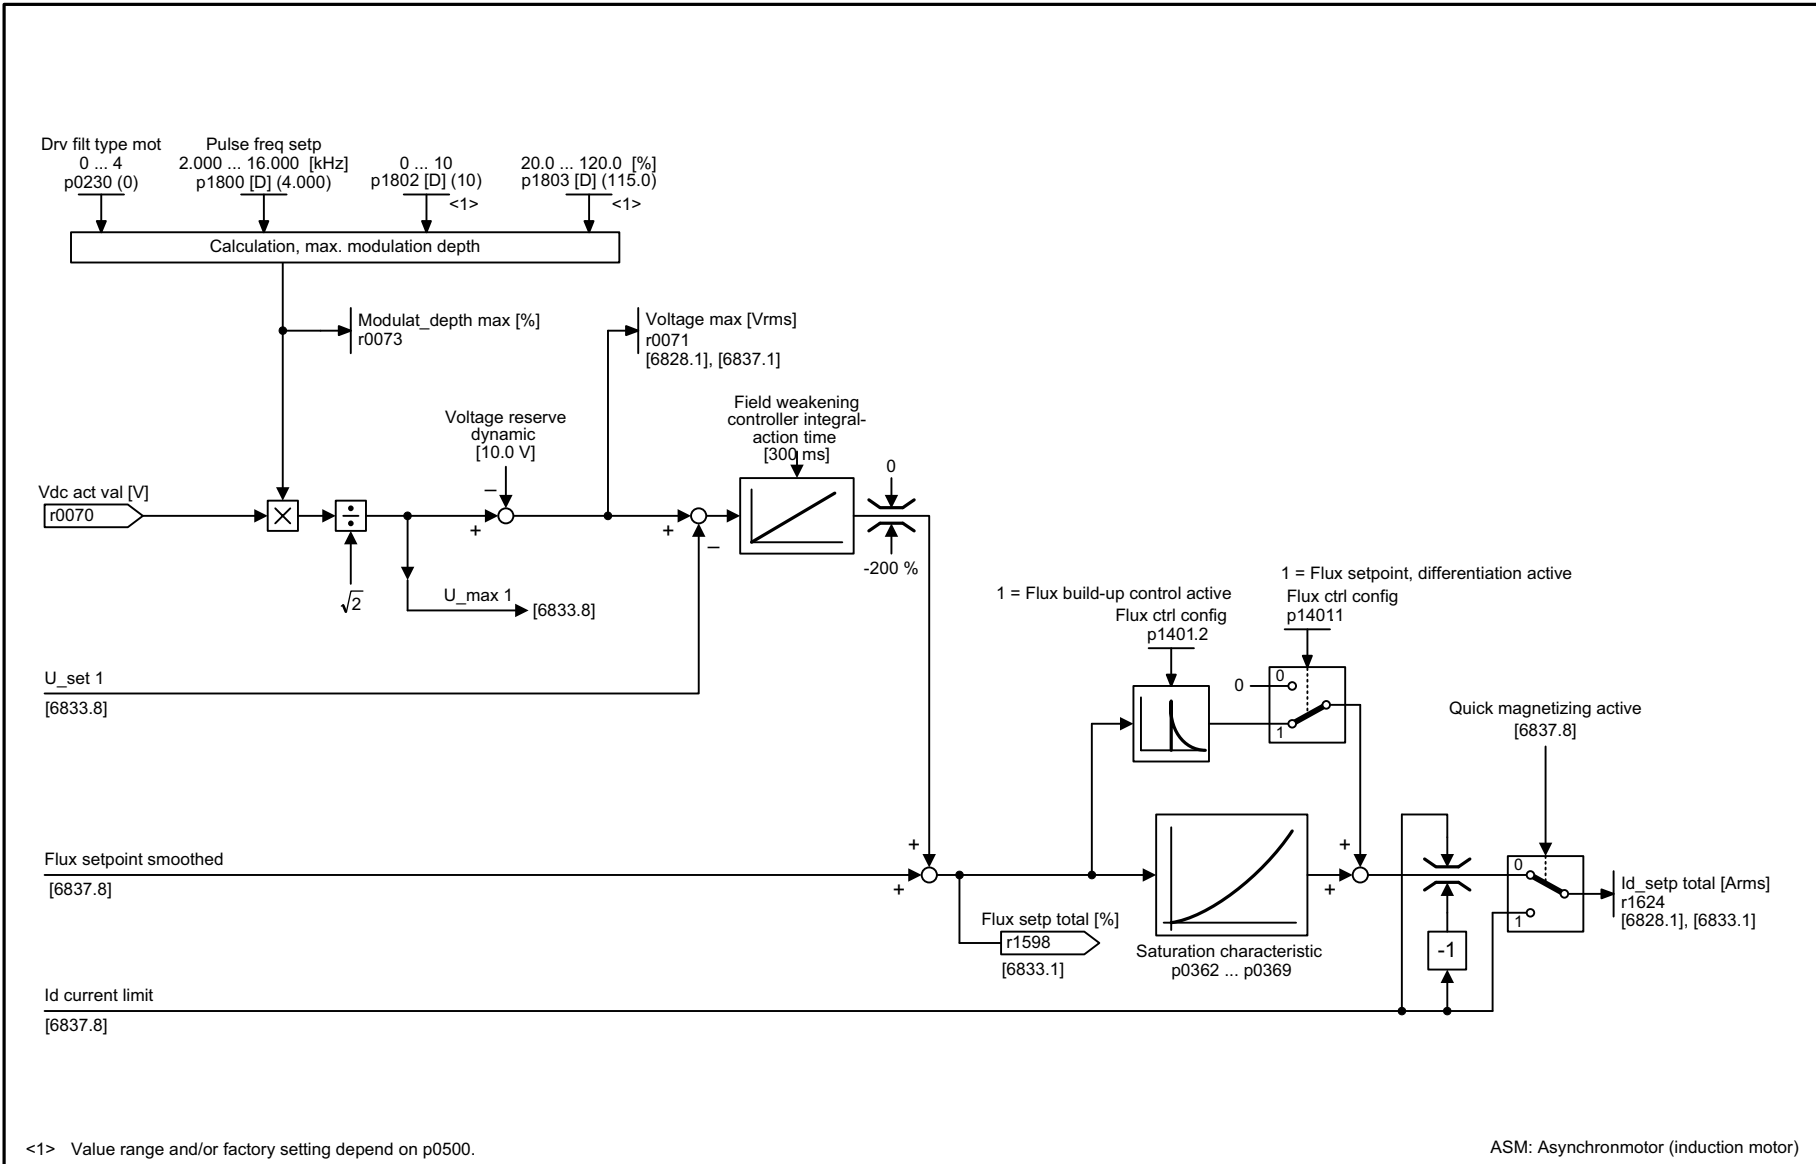 Drv filt type mot
0 ... 4
p0230 (0)
Pulse freq setp
2.000 ... 16.000 [kHz]
p1800 [D] (4.000)
0 ... 10
p1802 [D] (10)
<1>
20.0 ... 120.0 [%]
p1803 [D] (115.0)
<1>
Calculation, max. modulation depth
Modulat_depth max [%]
r0073
Voltage max [Vrms]
r0071
[6828.1], [6837.1]
Voltage reserve
dynamic
[10.0 V]
Field weakening
controller integral-
action time
[300 ms]
0
-200 %
Vdc act val [V]
r0070
×
÷
√2
+
–
+
–
U_max 1
[6833.8]
U_set 1
[6833.8]
1 = Flux build-up control active
Flux ctrl config
p1401.2
1 = Flux setpoint, differentiation active
Flux ctrl config
p14011
0
0
1
Quick magnetizing active
[6837.8]
Flux setpoint smoothed
[6837.8]
+
+
Flux setp total [%]
r1598
[6833.1]
Saturation characteristic
p0362 ... p0369
+
+
-1
0
1
Id_setp total [Arms]
r1624
[6828.1], [6833.1]
Id current limit
[6837.8]
<1> Value range and/or factory setting depend on p0500.
ASM: Asynchronmotor (induction motor)